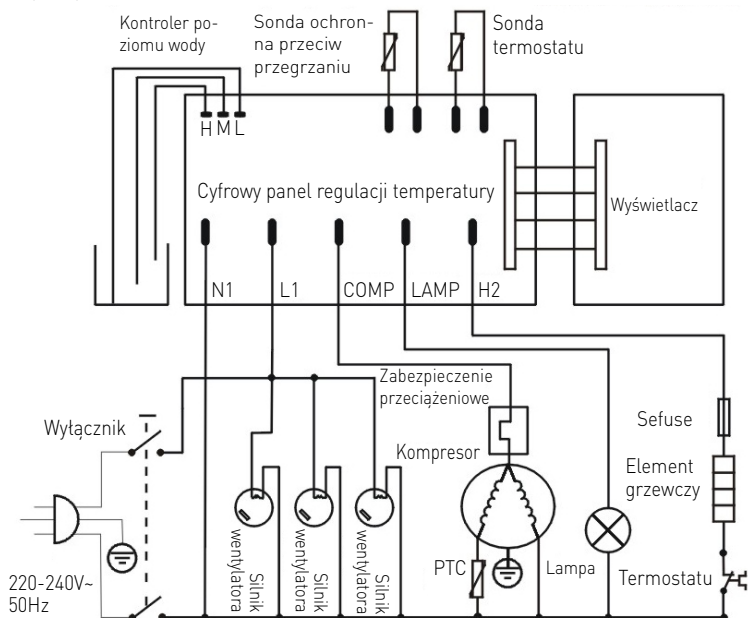 Kontroler po-
ziomu wody
Sonda ochron-
na przeciw
przegrzaniu
Sonda
termostatu
H M L
Cyfrowy panel regulacji temperatury
Wyświetlacz
N1 L1 COMP LAMP H2
Zabezpieczenie
przeciążeniowe
Wyłącznik
Kompresor
Sefuse
Element
grzewczy
Silnik
wentylatora
Silnik
wentylatora
Silnik
wentylatora
PTC
Lampa
Termostatu
220-240V~
50Hz